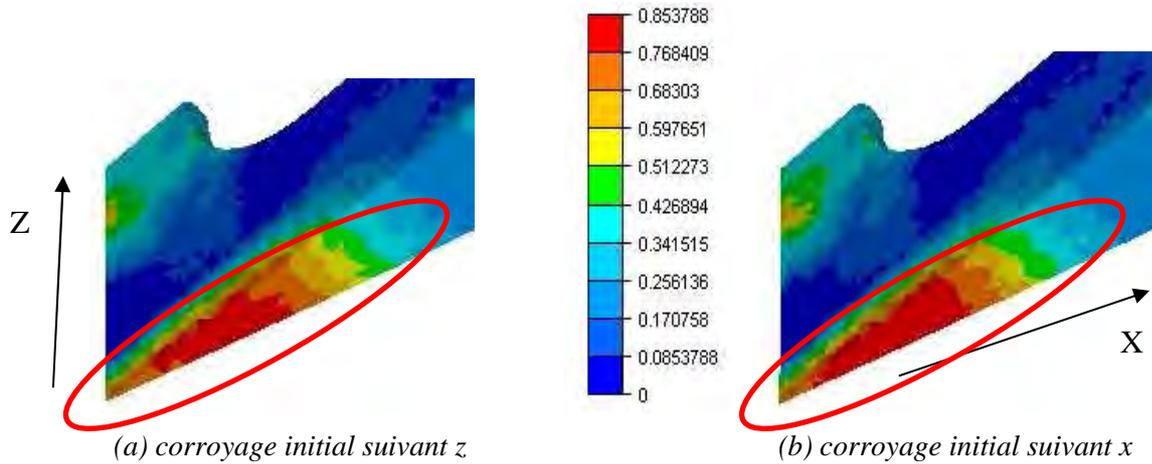 0.853788
0.768409
0.68303
0.597651
0.512273
0.426894
0.341515
0.256136
0.170758
0.0853788
0
Z
X
(a) corroyage initial suivant z
(b) corroyage initial suivant x